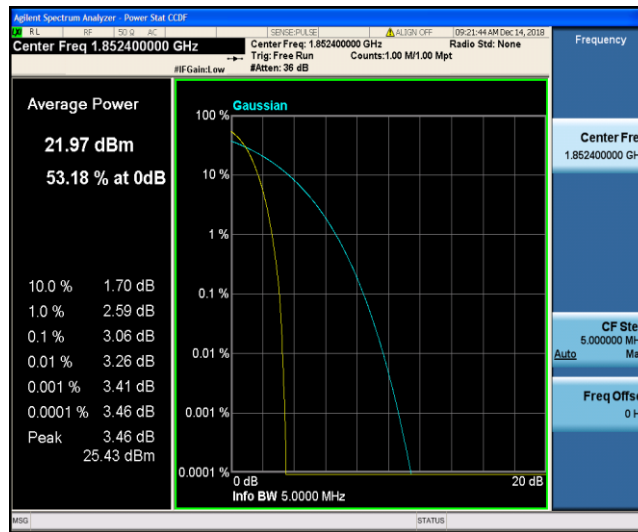 Agilent Spectrum Analyzer - Power Stat CCDF
RL RF 50 Ω AC SENSE:PULSE ALIGN OFF 09:21:44 AM Dec 14, 2018
Center Freq 1.852400000 GHz
Center Freq: 1.852400000 GHz Radio Std: None
Trig: Free Run Counts:1.00 M/1.00 Mpt
#IFGain:Low #Atten: 36 dB
Frequency
Average Power
21.97 dBm
53.18 % at 0dB
10.0 % 1.70 dB
1.0 % 2.59 dB
0.1 % 3.06 dB
0.01 % 3.26 dB
0.001 % 3.41 dB
0.0001 % 3.46 dB
Peak 3.46 dB
25.43 dBm
Gaussian
100 %
10 %
1 %
0.1 %
0.01 %
0.001 %
0.0001 %
0 dB 20 dB
Info BW 5.0000 MHz
Center Fre
1.852400000 GH
CF Ste
5.000000 MH
Auto Ma
Freq Offs
0 H
MSG STATUS